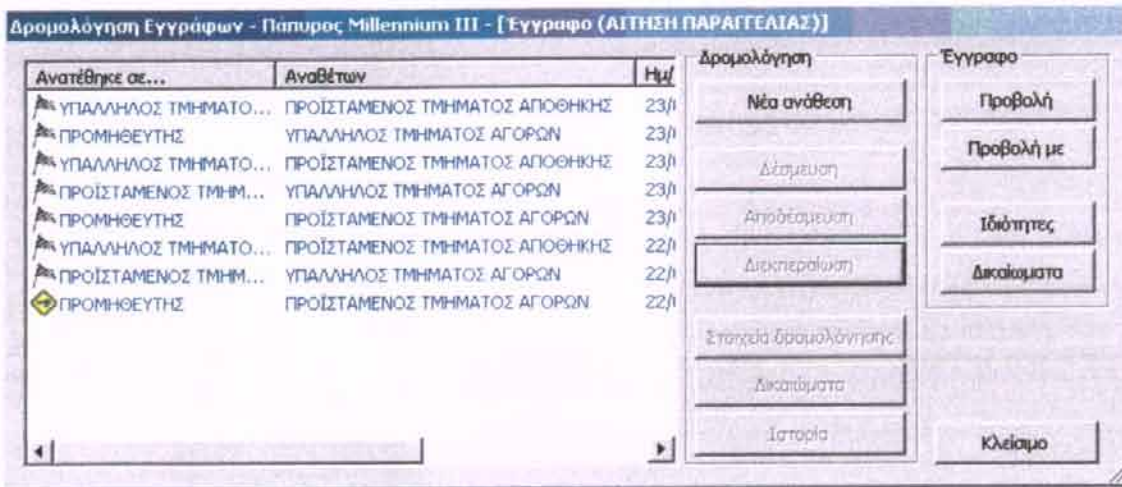 Δρομολόγηση Εγγράφων - Πάπυρος Millennium III - [Έγγραφο (ΑΙΤΗΣΗ ΠΑΡΑΓΓΕΛΙΑΣ)]
Ανατέθηκε σε... Αναθέτων Ημ/
ΥΠΑΛΛΗΛΟΣ ΤΜΗΜΑΤΟ... ΠΡΟΪΣΤΑΜΕΝΟΣ ΤΜΗΜΑΤΟΣ ΑΠΟΘΗΚΗΣ 23/
ΠΡΟΜΗΘΕΥΤΗΣ ΥΠΑΛΛΗΛΟΣ ΤΜΗΜΑΤΟΣ ΑΓΟΡΩΝ 23/
ΥΠΑΛΛΗΛΟΣ ΤΜΗΜΑΤΟ... ΠΡΟΪΣΤΑΜΕΝΟΣ ΤΜΗΜΑΤΟΣ ΑΠΟΘΗΚΗΣ 23/
ΠΡΟΪΣΤΑΜΕΝΟΣ ΤΜΗΜ... ΥΠΑΛΛΗΛΟΣ ΤΜΗΜΑΤΟΣ ΑΓΟΡΩΝ 23/
ΠΡΟΜΗΘΕΥΤΗΣ ΠΡΟΪΣΤΑΜΕΝΟΣ ΤΜΗΜΑΤΟΣ ΑΓΟΡΩΝ 23/
ΥΠΑΛΛΗΛΟΣ ΤΜΗΜΑΤΟ... ΠΡΟΪΣΤΑΜΕΝΟΣ ΤΜΗΜΑΤΟΣ ΑΠΟΘΗΚΗΣ 22/
ΠΡΟΪΣΤΑΜΕΝΟΣ ΤΜΗΜ... ΥΠΑΛΛΗΛΟΣ ΤΜΗΜΑΤΟΣ ΑΓΟΡΩΝ 22/
ΠΡΟΜΗΘΕΥΤΗΣ ΠΡΟΪΣΤΑΜΕΝΟΣ ΤΜΗΜΑΤΟΣ ΑΓΟΡΩΝ 22/
Δρομολόγηση
Νέα ανάθεση
Δέσμευση
Αποδέσμευση
Διεκπεραίωση
Στοιχεία δρομολόγησης
Δικαιώματα
Ιστορία
Έγγραφο
Προβολή
Προβολή με
Ιδιότητες
Δικαίωματα
Κλείσιμο